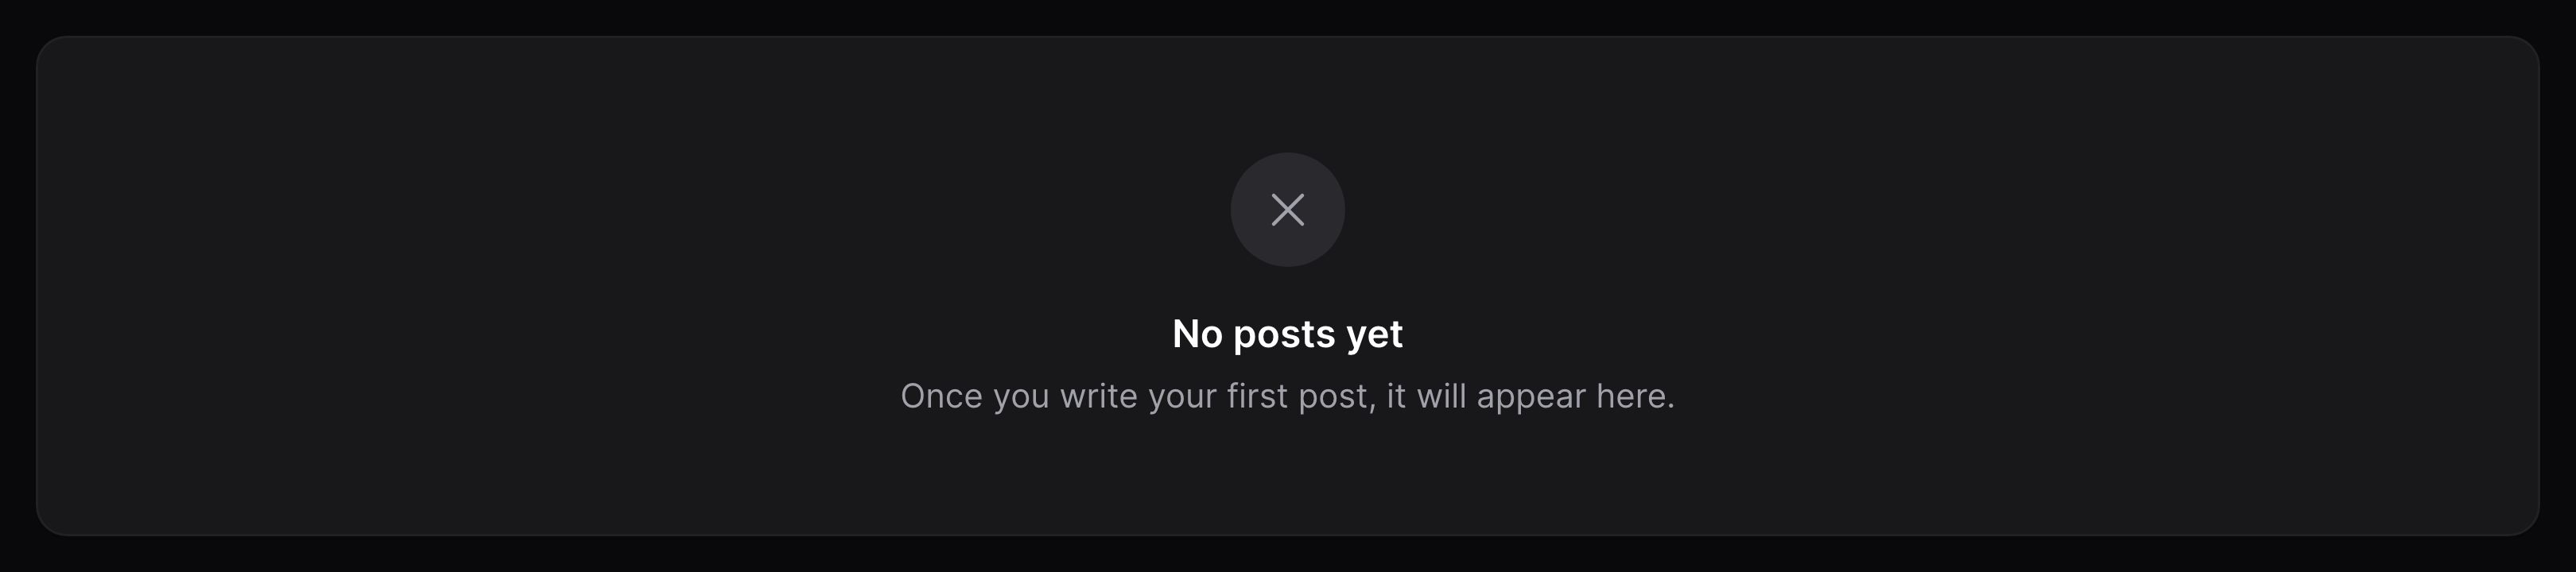 No posts yet
Once you write your first post, it will appear here.